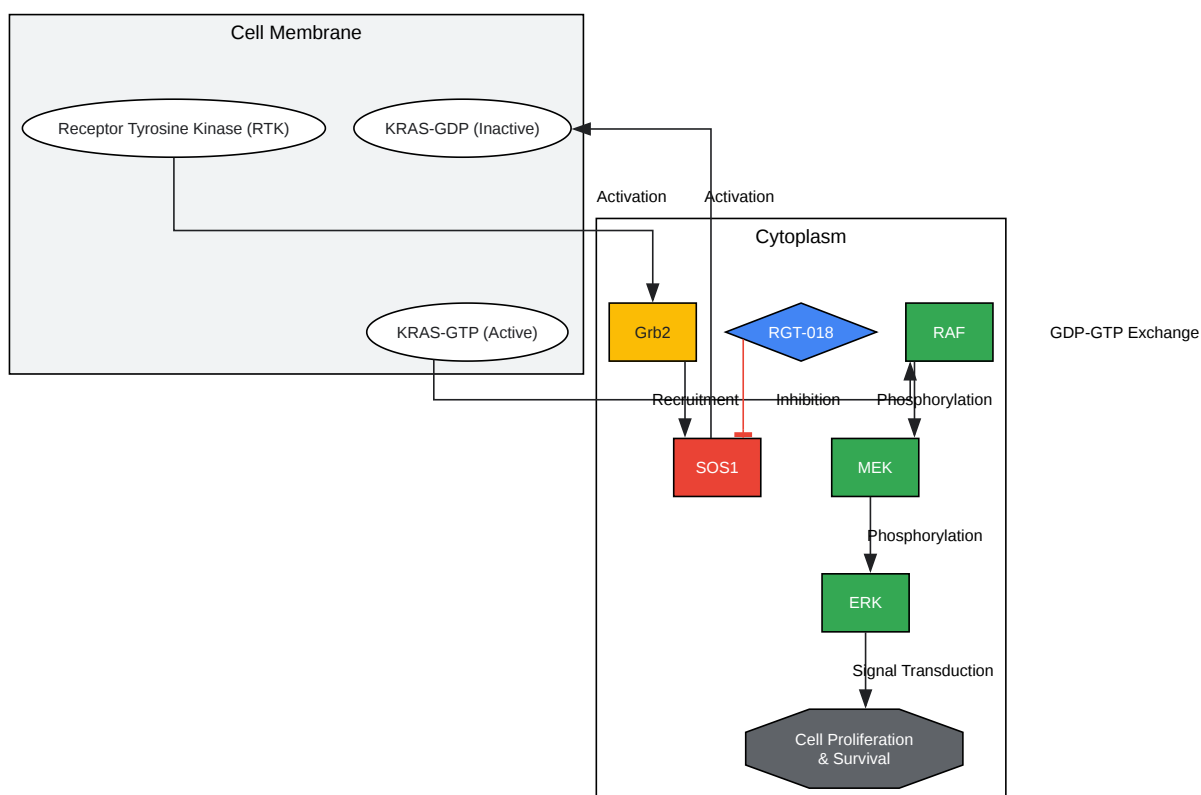 Cell Membrane
Receptor Tyrosine Kinase (RTK)
KRAS-GDP (Inactive)
Activation
Activation
Cytoplasm
KRAS-GTP (Active)
Grb2
RGT-018
RAF
GDP-GTP Exchange
Recruitment
Inhibition
Phosphorylation
SOS1
MEK
Phosphorylation
ERK
Signal Transduction
Cell Proliferation
& Survival